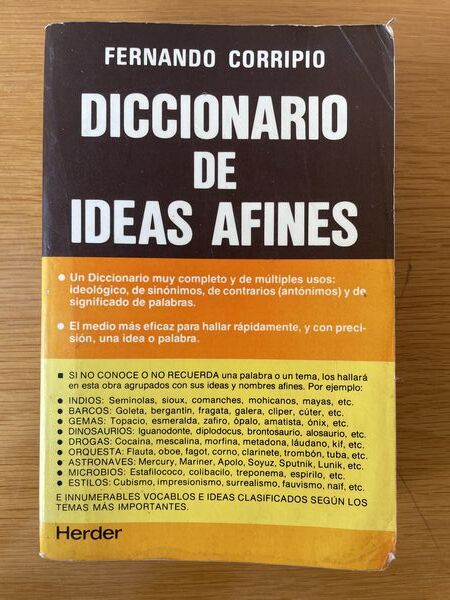 FERNANDO CORRIPIO
DICCIONARIO
DE
IDEAS AFINES
● Un Diccionario muy completo y de múltiples usos:
ideológico, de sinónimos, de contrarios (antónimos) y de
significado de palabras.
● El medio más eficaz para hallar rápidamente, y con preci-
sión, una idea o palabra.
■ SI NO CONOCE O NO RECUERDA una palabra o un tema, los hallará
en esta obra agrupados con sus ideas y nombres afines. Por ejemplo:
● INDIOS: Seminolas, sioux, comanches, mohicanos, mayas, etc.
● BARCOS: Goleta, bergantín, fragata, galera, cliper, cúter, etc.
● GEMAS: Topacio, esmeralda, zafiro, ópalo, amatista, ónix, etc.
● DINOSAURIOS: Iguanodonte, diplodocus, brontosaurio, alosaurio, etc.
● DROGAS: Cocaína, mescalina, morfina, metadona, láudano, kif, etc.
● ORQUESTA: Flauta, oboe, fagot, corno, clarinete, trombón, tuba, etc.
● ASTRONAVES: Mercury, Mariner, Apolo, Soyuz, Sputnik, Lunik, etc.
● MICROBIOS: Estafilococo, colibacilo, treponema, espirilo, etc.
● ESTILOS: Cubismo, impresionismo, surrealismo, fauvismo, naïf, etc.
E INNUMERABLES VOCABLOS E IDEAS CLASIFICADOS SEGÚN LOS
TEMAS MÁS IMPORTANTES.
Herder